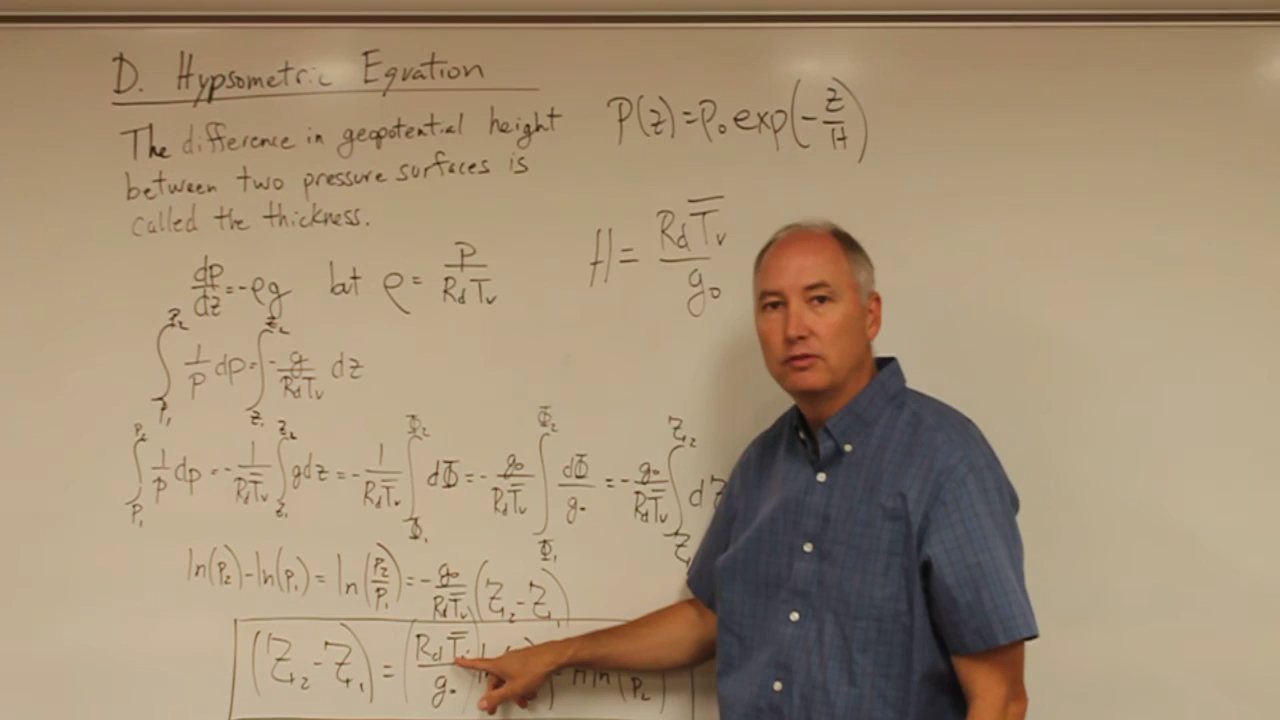 D. Hypsometric Equation
The difference in geopotential height
between two pressure surfaces is
called the thickness.
P(z) = P₀ exp(-z/H)
H = R_d T̄_v / g₀
dp/dz = -ρg but ρ = P / R_d T_v
∫_{P₁}^{P₂} 1/P dp = ∫_{z₁}^{z₂} -g / R_d T_v dz
∫_{P₁}^{P₂} 1/P dp = -1 / R_d T̄_v ∫_{z₁}^{z₂} g dz = -1 / R_d T̄_v ∫_{Φ₁}^{Φ₂} dΦ = -g₀ / R_d T̄_v ∫_{Φ₁}^{Φ₂} dΦ / g₀ = -g₀ / R_d T̄_v ∫_{Z₁}^{Z₂} dZ
ln(P₂) - ln(P₁) = ln(P₂/P₁) = -g₀ / R_d T̄_v (Z₂ - Z₁)
(Z₂ - Z₁) = (R_d T̄_v / g₀)